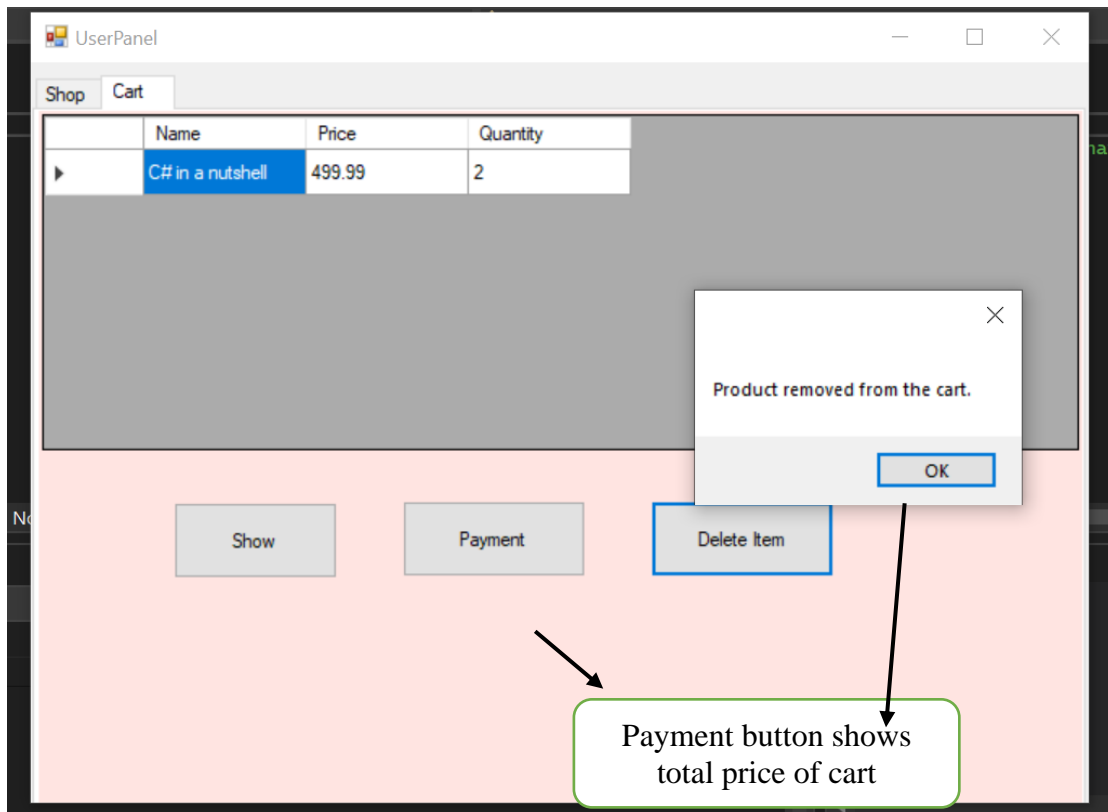 UserPanel
Shop Cart
Name Price Quantity
C# in a nutshell 499.99 2
Product removed from the cart.
OK
Show Payment Delete Item
Payment button shows
total price of cart